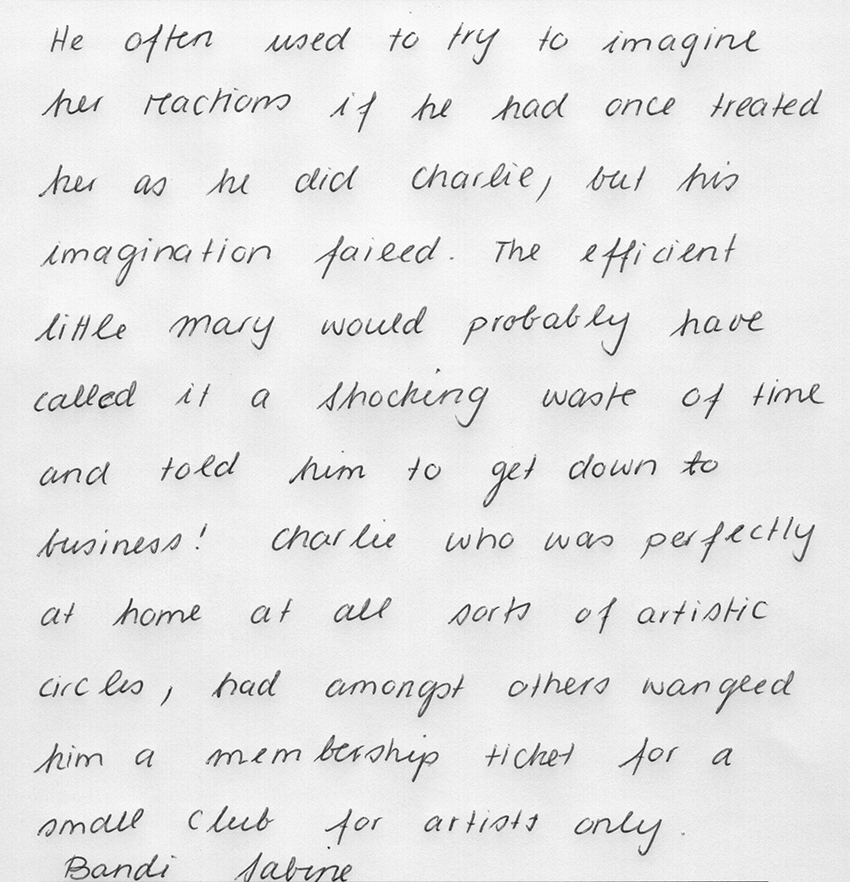 He often used to try to imagine
her reactions if he had once treated
her as he did Charlie, but his
imagination failed. The efficient
little Mary would probably have
called it a shocking waste of time
and told him to get down to
business! Charlie who was perfectly
at home at all sorts of artistic
circles, had amongst others wangled
him a membership ticket for a
small Club for artists only.
Bandi Sabine